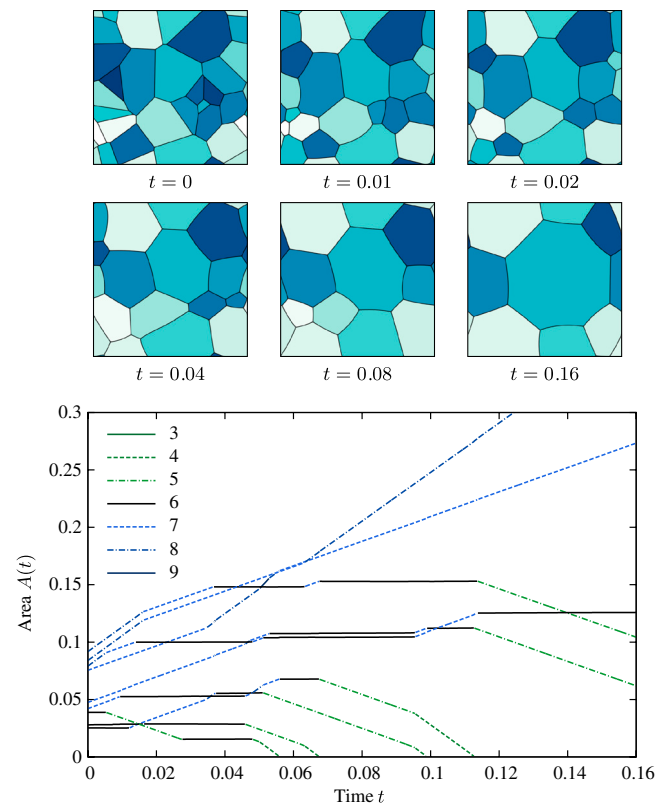 t = 0
t = 0.01
t = 0.02
t = 0.04
t = 0.08
t = 0.16
0.3
0.25
0.2
0.15
0.1
0.05
0
Area A(t)
3
4
5
6
7
8
9
0
0.02
0.04
0.06
0.08
0.1
0.12
0.14
0.16
Time t